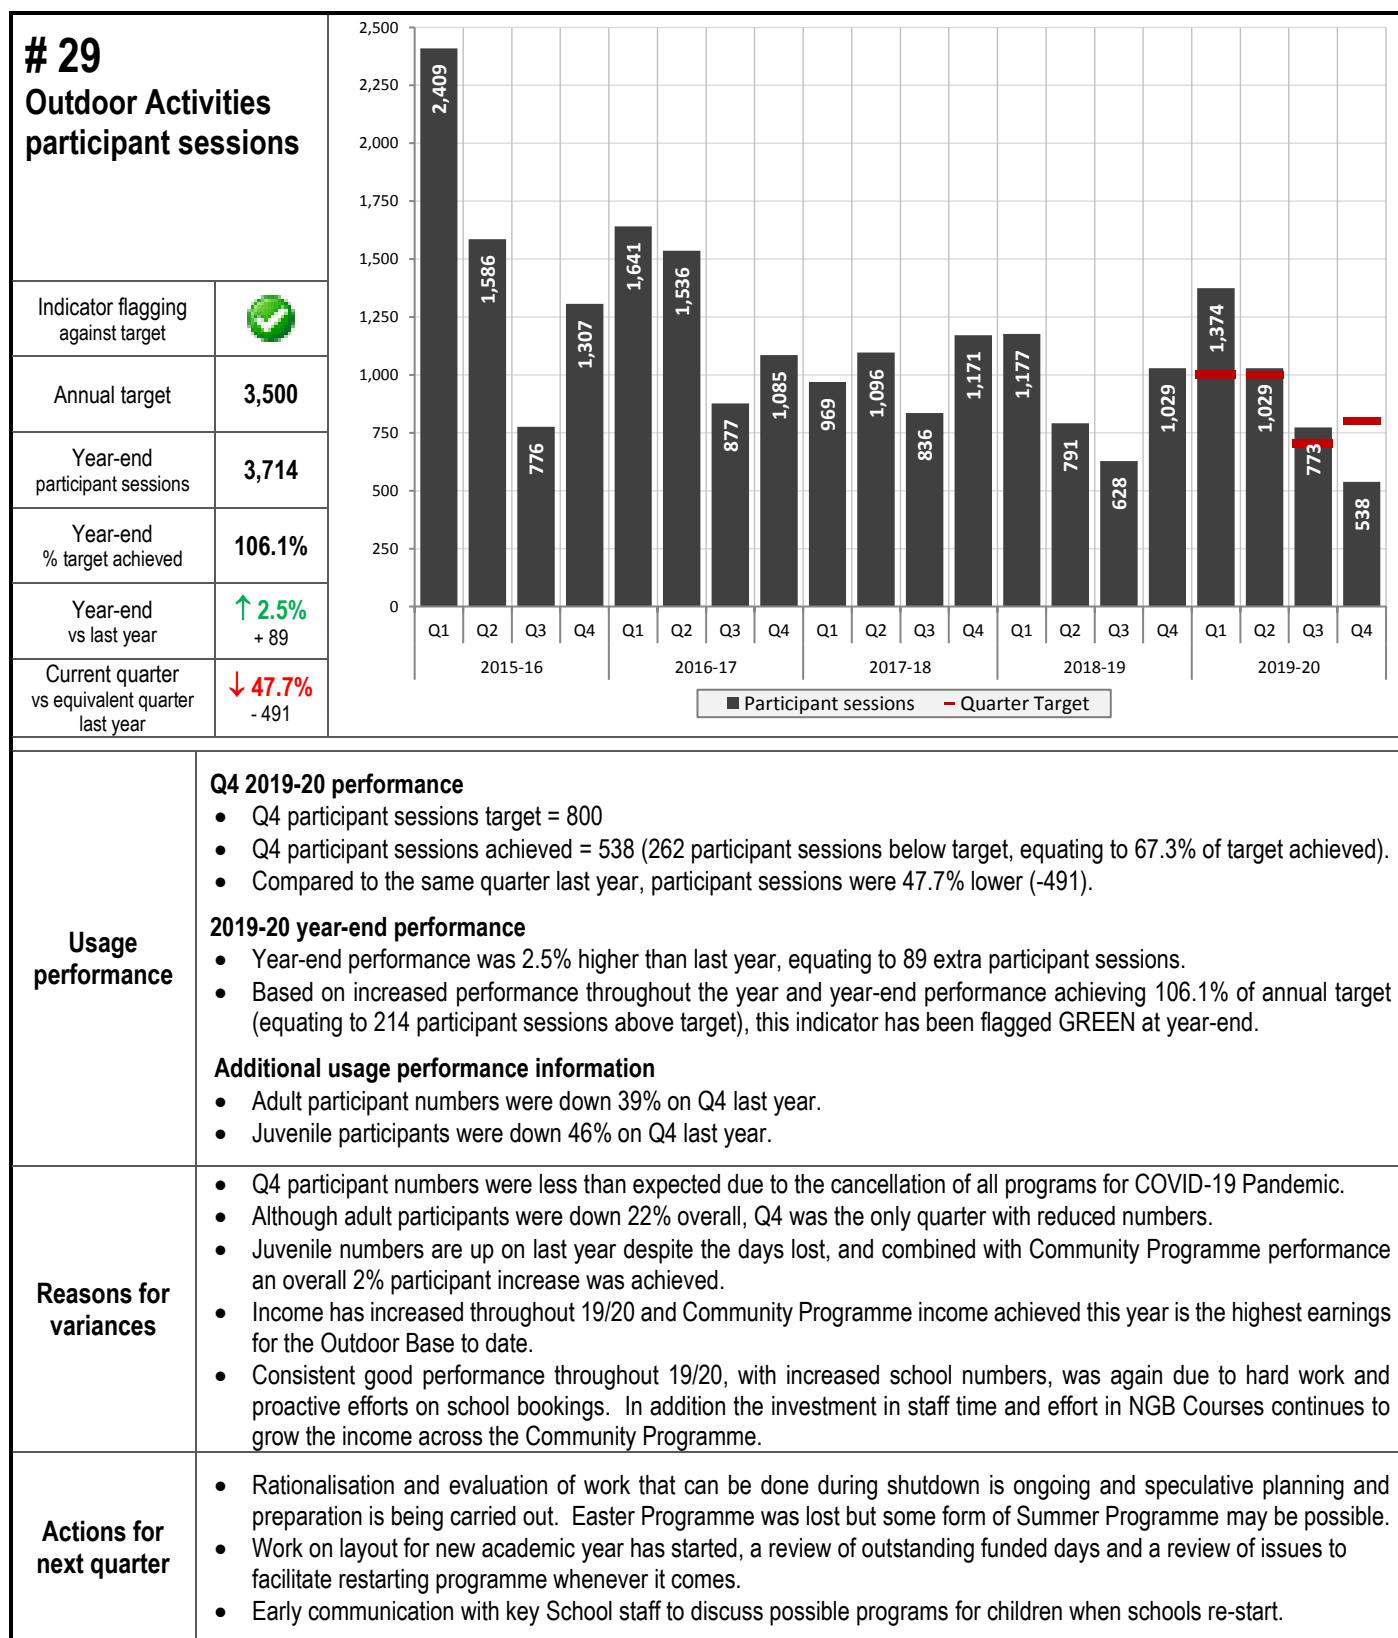 # 29
Outdoor Activities
participant sessions
Indicator flagging
against target
Annual target
3,500
Year-end
participant sessions
3,714
Year-end
% target achieved
106.1%
Year-end
vs last year
↑ 2.5%
+ 89
Current quarter
vs equivalent quarter
last year
↓ 47.7%
- 491
2,500
2,250
2,000
1,750
1,500
1,250
1,000
750
500
250
0
2,409
1,586
776
1,307
1,641
1,536
877
1,085
969
1,096
836
1,171
1,177
791
628
1,029
1,374
1,029
773
538
Q1 Q2 Q3 Q4 Q1 Q2 Q3 Q4 Q1 Q2 Q3 Q4 Q1 Q2 Q3 Q4 Q1 Q2 Q3 Q4
2015-16 2016-17 2017-18 2018-19 2019-20
Participant sessions Quarter Target
Usage
performance
Q4 2019-20 performance
• Q4 participant sessions target = 800
• Q4 participant sessions achieved = 538 (262 participant sessions below target, equating to 67.3% of target achieved).
• Compared to the same quarter last year, participant sessions were 47.7% lower (-491).
2019-20 year-end performance
• Year-end performance was 2.5% higher than last year, equating to 89 extra participant sessions.
• Based on increased performance throughout the year and year-end performance achieving 106.1% of annual target
(equating to 214 participant sessions above target), this indicator has been flagged GREEN at year-end.
Additional usage performance information
• Adult participant numbers were down 39% on Q4 last year.
• Juvenile participants were down 46% on Q4 last year.
Reasons for
variances
• Q4 participant numbers were less than expected due to the cancellation of all programs for COVID-19 Pandemic.
• Although adult participants were down 22% overall, Q4 was the only quarter with reduced numbers.
• Juvenile numbers are up on last year despite the days lost, and combined with Community Programme performance
an overall 2% participant increase was achieved.
• Income has increased throughout 19/20 and Community Programme income achieved this year is the highest earnings
for the Outdoor Base to date.
• Consistent good performance throughout 19/20, with increased school numbers, was again due to hard work and
proactive efforts on school bookings. In addition the investment in staff time and effort in NGB Courses continues to
grow the income across the Community Programme.
Actions for
next quarter
• Rationalisation and evaluation of work that can be done during shutdown is ongoing and speculative planning and
preparation is being carried out. Easter Programme was lost but some form of Summer Programme may be possible.
• Work on layout for new academic year has started, a review of outstanding funded days and a review of issues to
facilitate restarting programme whenever it comes.
• Early communication with key School staff to discuss possible programs for children when schools re-start.